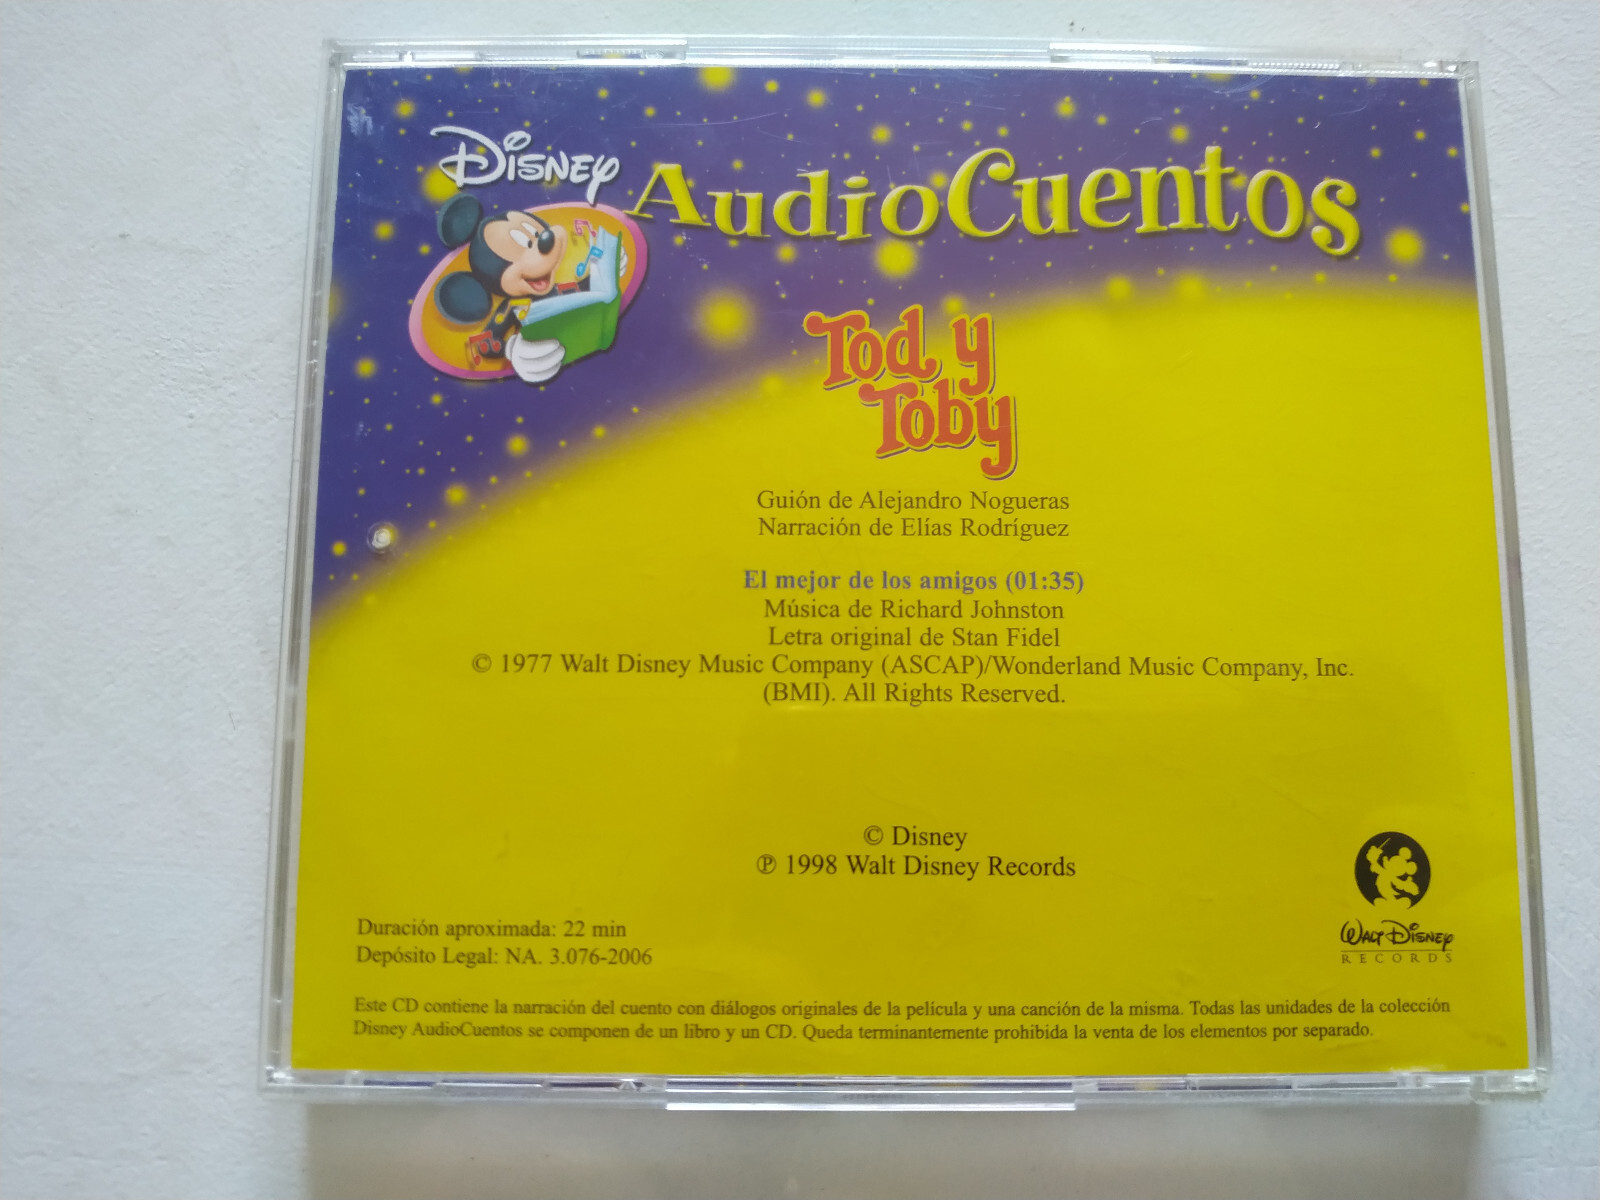 Disney
AudioCuentos
Tod y
Toby
Guión de Alejandro Nogueras
Narración de Elías Rodríguez
El mejor de los amigos (01:35)
Música de Richard Johnston
Letra original de Stan Fidel
© 1977 Walt Disney Music Company (ASCAP)/Wonderland Music Company, Inc.
(BMI). All Rights Reserved.
© Disney
℗ 1998 Walt Disney Records
Walt Disney
RECORDS
Duración aproximada: 22 min
Depósito Legal: NA. 3.076-2006
Este CD contiene la narración del cuento con diálogos originales de la película y una canción de la misma. Todas las unidades de la colección
Disney AudioCuentos se componen de un libro y un CD. Queda terminantemente prohibida la venta de los elementos por separado.